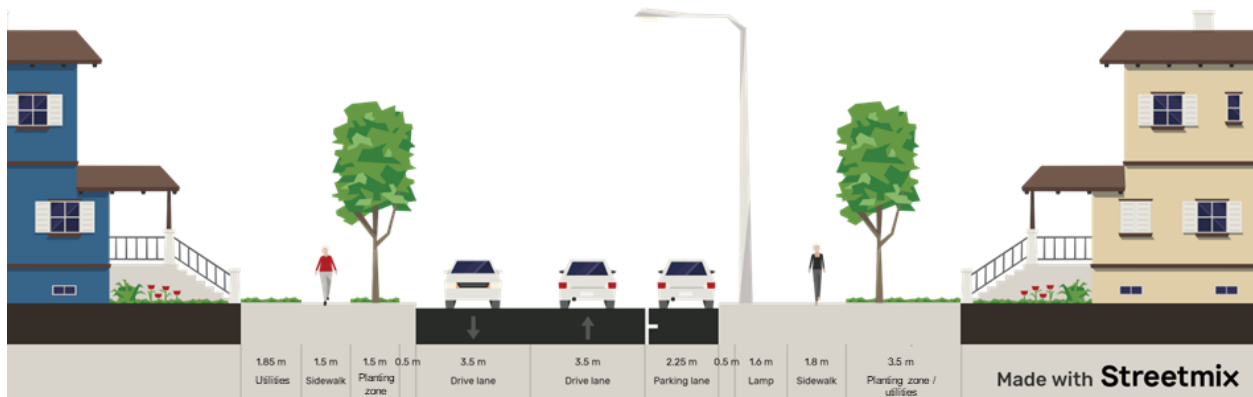 1.85 m
Utilities
1.5 m
Sidewalk
1.5 m
Planting
zone
0.5 m
3.5 m
Drive lane
3.5 m
Drive lane
2.25 m
Parking lane
0.5 m
1.6 m
Lamp
1.8 m
Sidewalk
3.5 m
Planting zone /
utilities
Made with Streetmix